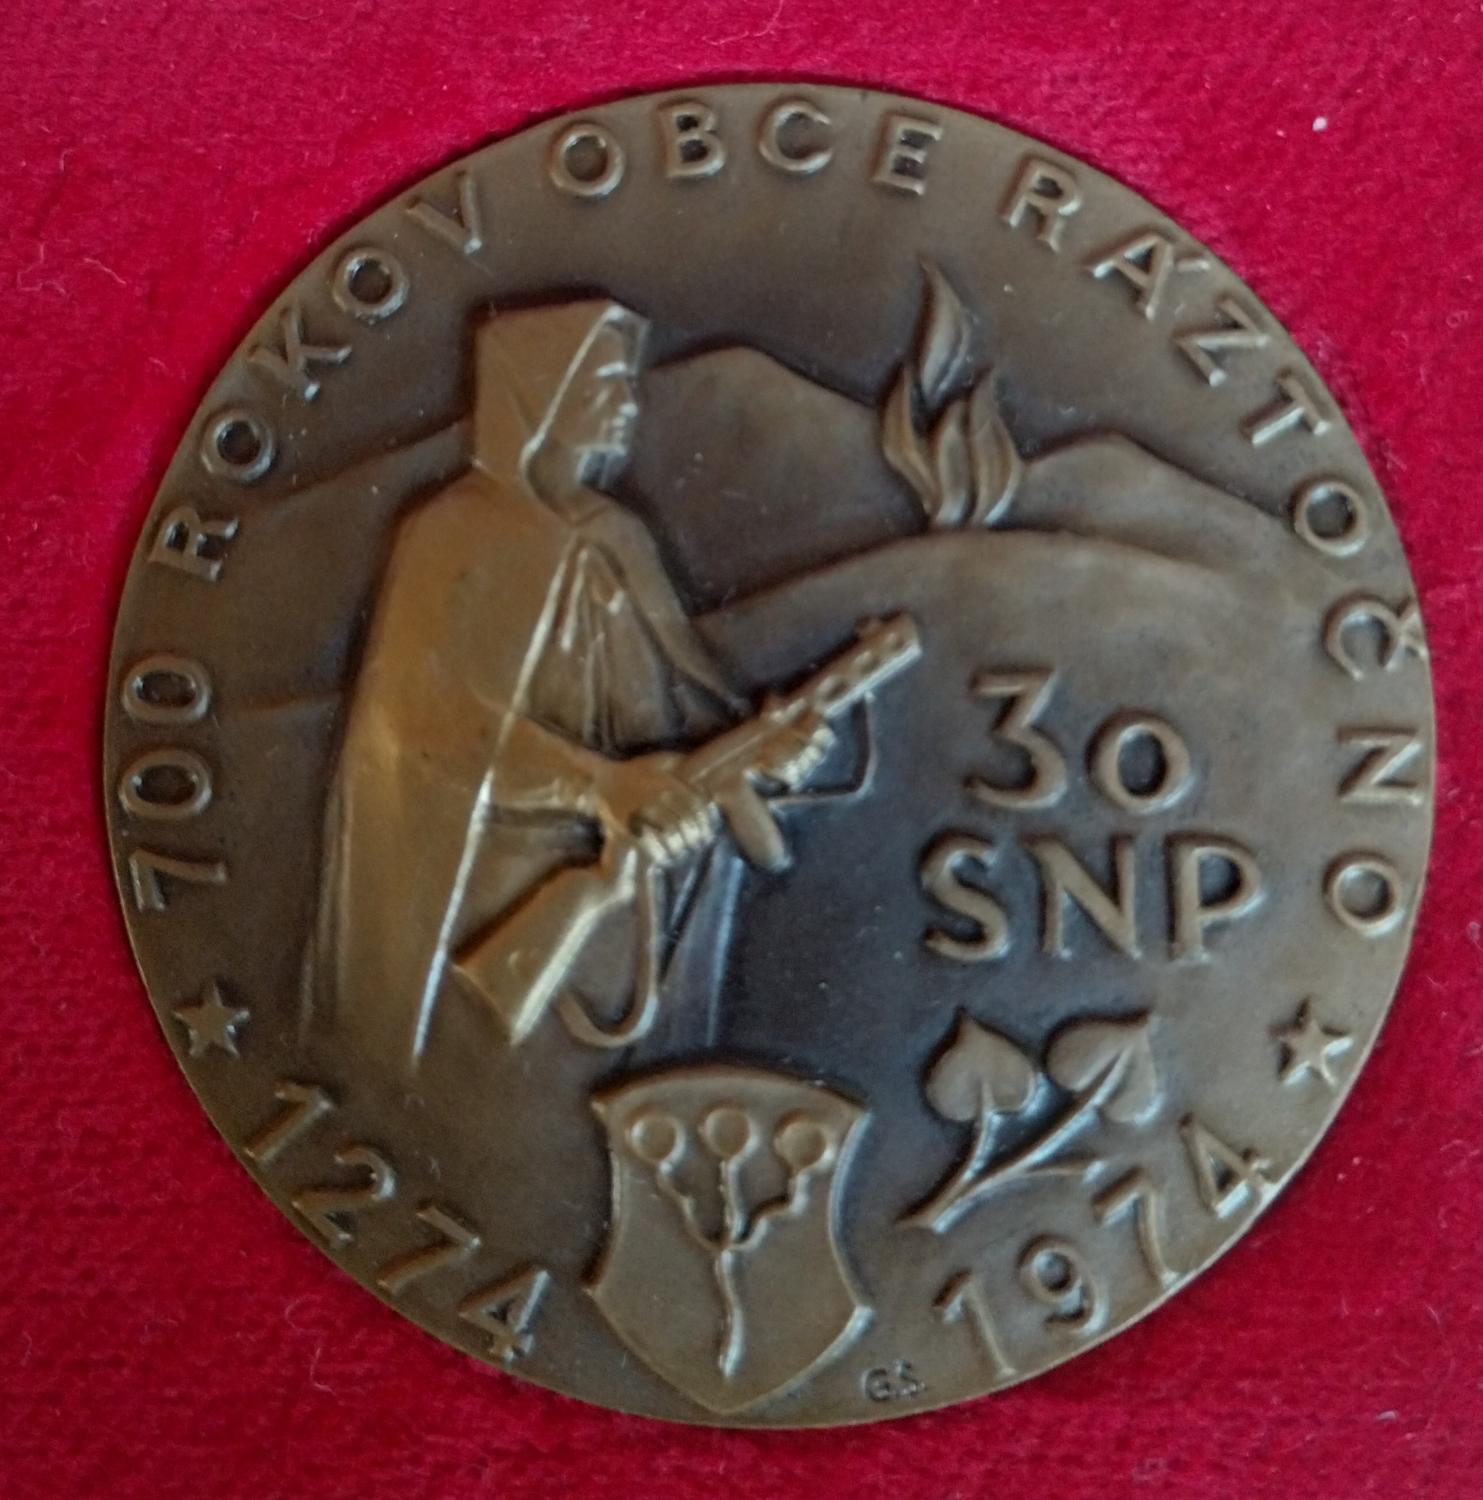 700 ROKOV OBCE RÁZTOČNO
30
SNP
1274
1974
G.S.